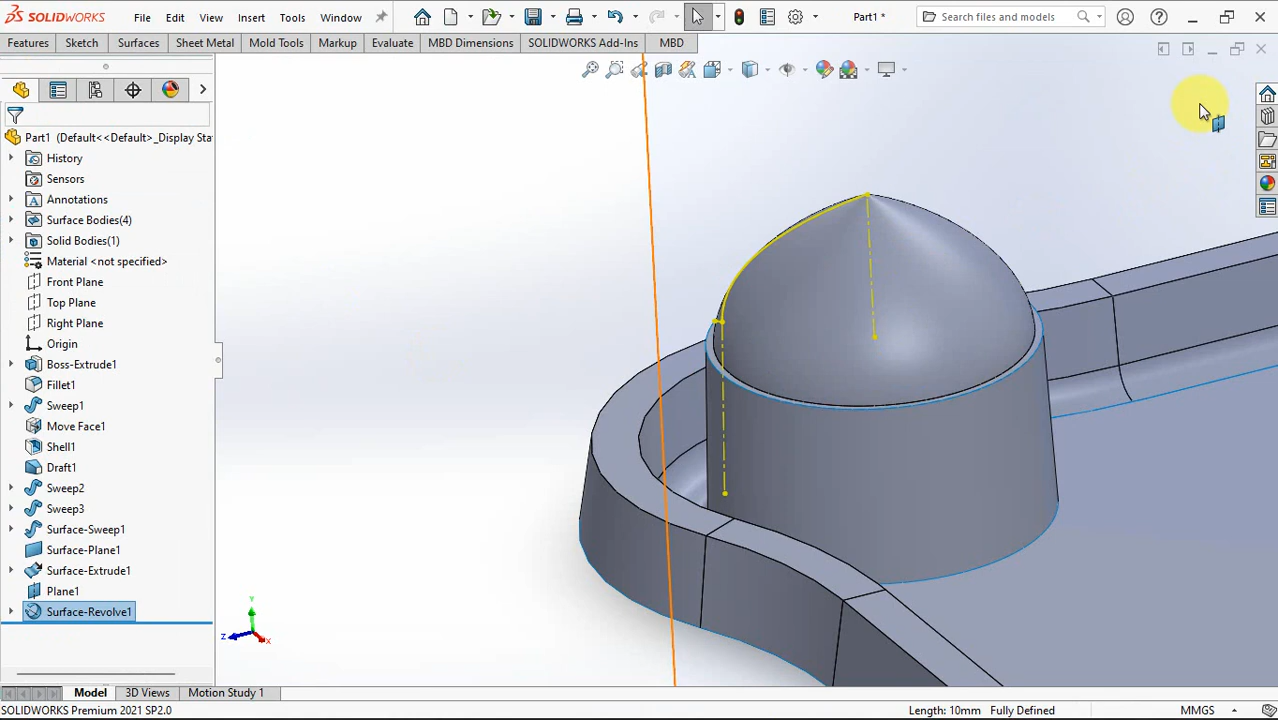 SOLIDWORKS File Edit View Insert Tools Window Part1 * Search files and models
Features Sketch Surfaces Sheet Metal Mold Tools Markup Evaluate MBD Dimensions SOLIDWORKS Add-Ins MBD
Part1 (Default<<Default>_Display Sta
History
Sensors
Annotations
Surface Bodies(4)
Solid Bodies(1)
Material <not specified>
Front Plane
Top Plane
Right Plane
Origin
Boss-Extrude1
Fillet1
Sweep1
Move Face1
Shell1
Draft1
Sweep2
Sweep3
Surface-Sweep1
Surface-Plane1
Surface-Extrude1
Plane1
Surface-Revolve1
Y
Z
X
Model 3D Views Motion Study 1
SOLIDWORKS Premium 2021 SP2.0 Length: 10mm Fully Defined MMGS